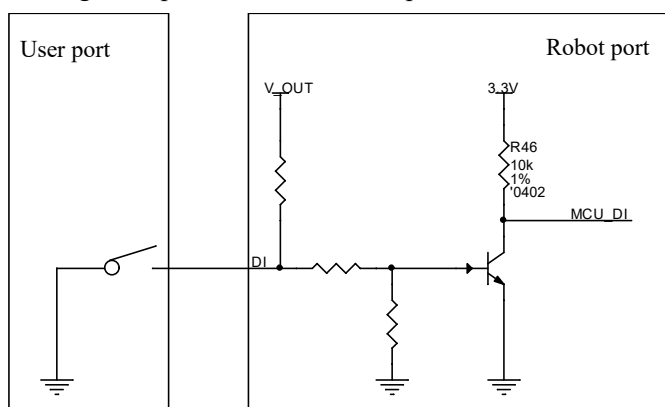 User port
Robot port
V_OUT
3.3V
R46
10k
1%
'0402
MCU_DI
DI